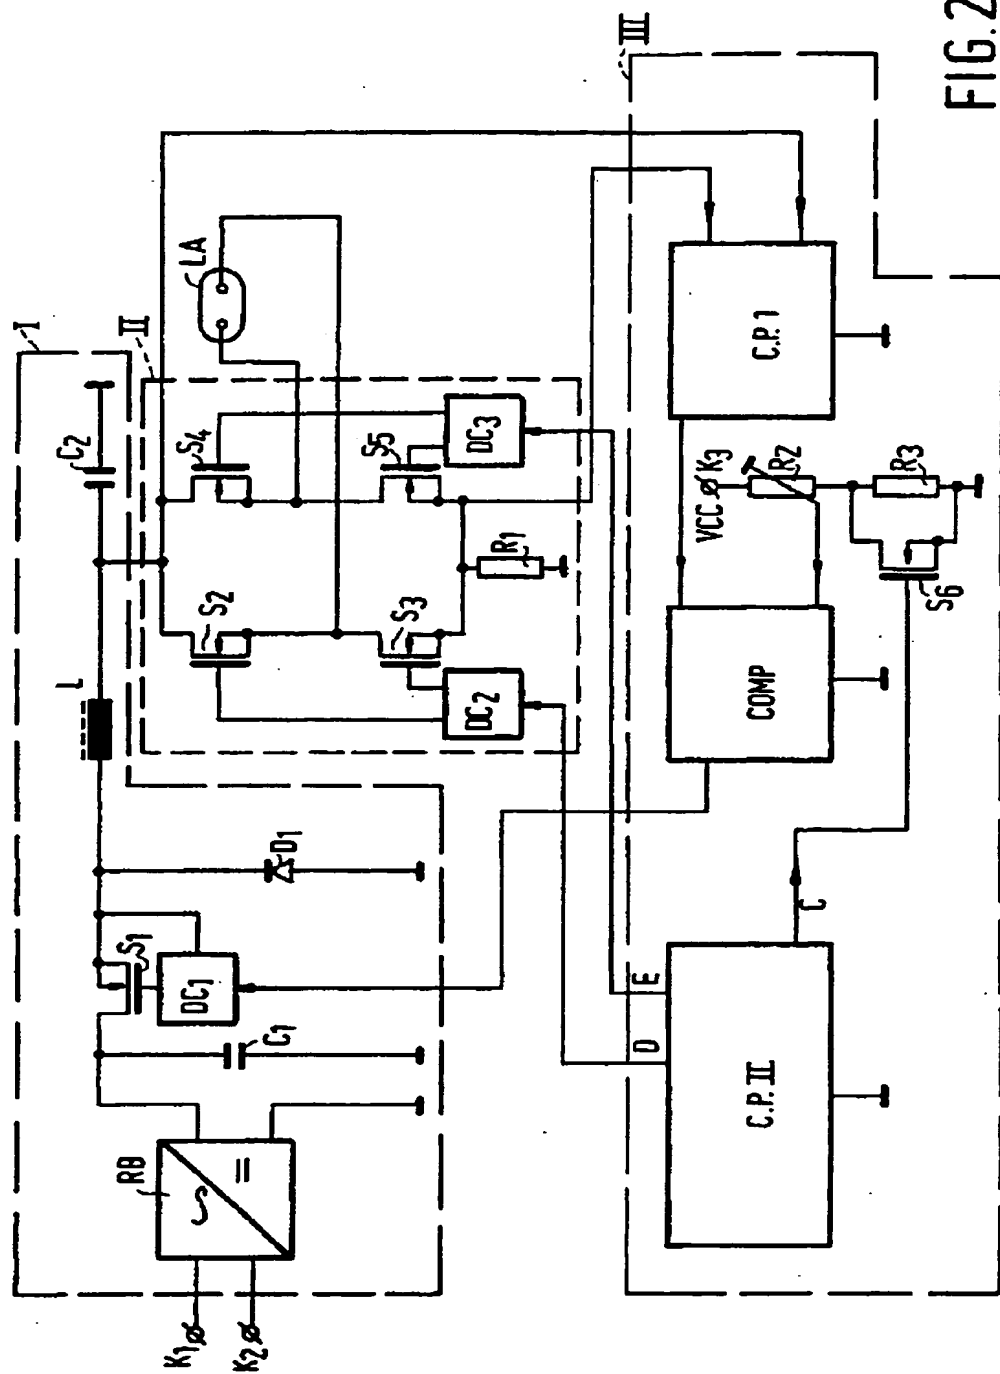 FIG.2
I
II
III
K1
K2
RB
C1
S1
DC1
D1
L
C2
S2
S3
S4
S5
DC2
DC3
R1
LA
D
E
C
C.P.II
COMP
C.P.1
VCC
K3
R2
R3
S6